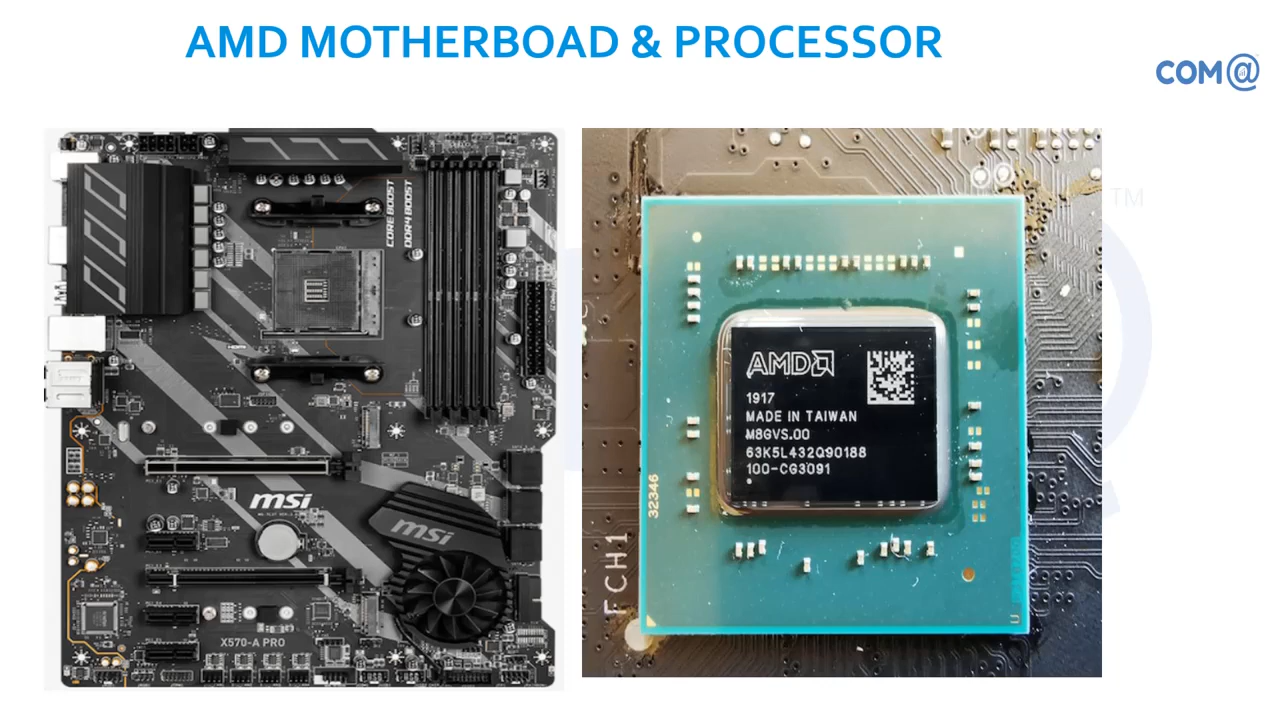 AMD MOTHERBOAD & PROCESSOR
COM@
TM
CORE BOOST
DDR4 BOOST
msi
msi
X570-A PRO
AMD
1917
MADE IN TAIWAN
M8GVS.00
63K5L432Q90188
100-CG3091
32346
FCH1